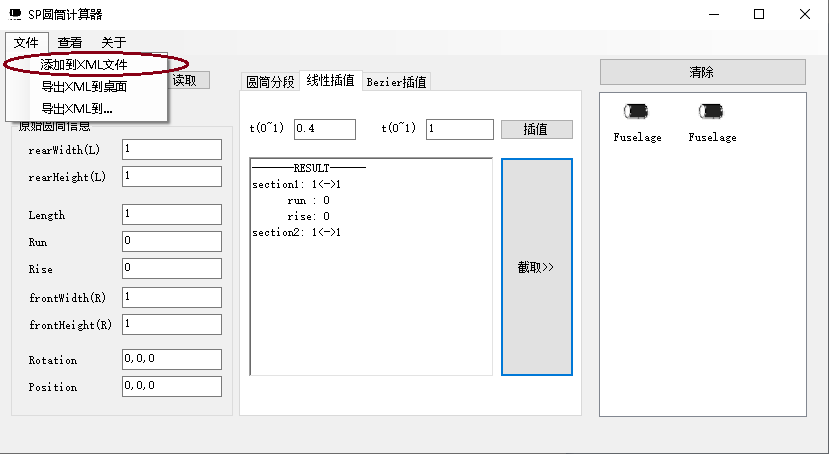 SP圆筒计算器
文件 查看 关于
添加到XML文件
导出XML到桌面
导出XML到...
读取
原始圆筒信息
rearWidth(L) 1
rearHeight(L) 1
Length 1
Run 0
Rise 0
frontWidth(R) 1
frontHeight(R) 1
Rotation 0,0,0
Position 0,0,0
圆筒分段 线性插值 Bezier插值
t(0~1) 0.4 t(0~1) 1 插值
———————RESULT——————
section1: 1<->1
run : 0
rise: 0
section2: 1<->1
截取>>
清除
Fuselage Fuselage